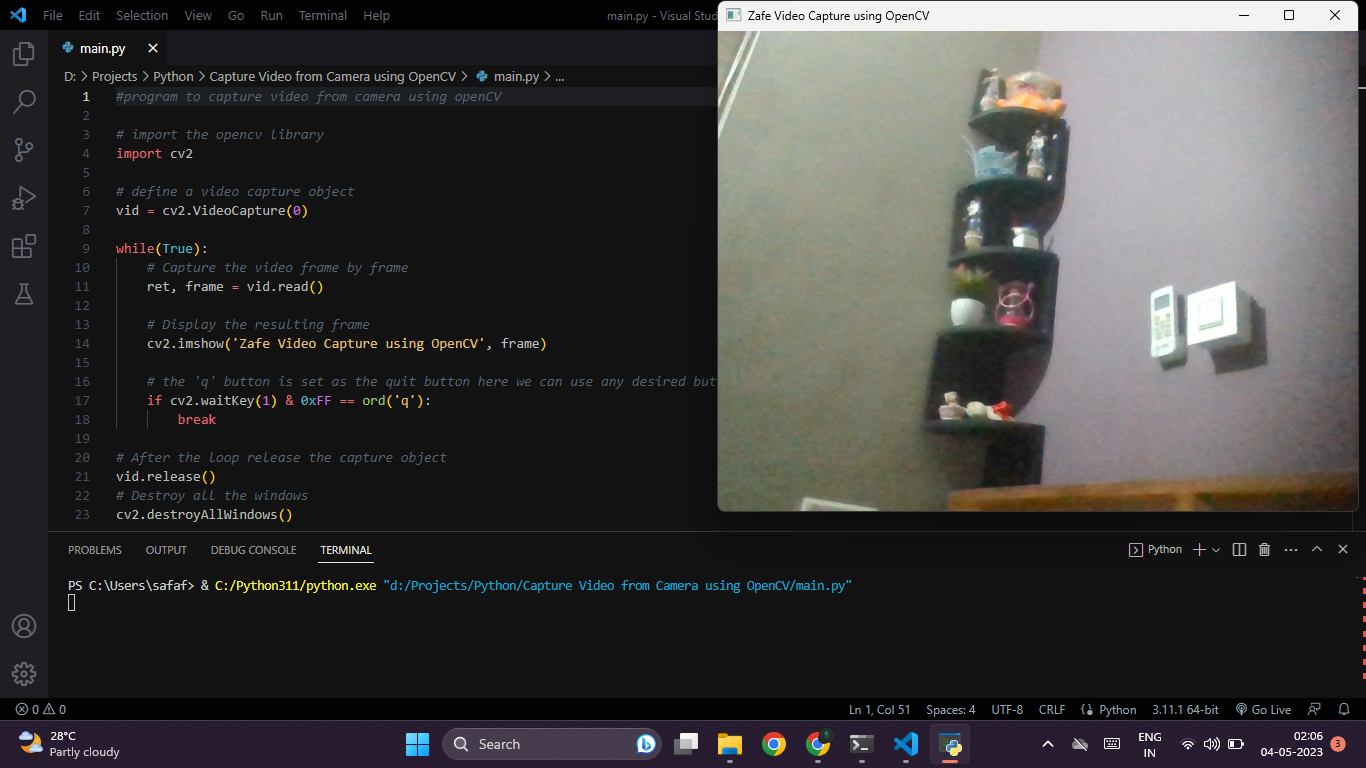 File Edit Selection View Go Run Terminal Help main.py - Visual
Zafe Video Capture using OpenCV
main.py
D: > Projects > Python > Capture Video from Camera using OpenCV > main.py > ...
1 #program to capture video from camera using openCV
2
3 # import the opencv library
4 import cv2
5
6 # define a video capture object
7 vid = cv2.VideoCapture(0)
8
9 while(True):
10 # Capture the video frame by frame
11 ret, frame = vid.read()
12
13 # Display the resulting frame
14 cv2.imshow('Zafe Video Capture using OpenCV', frame)
15
16 # the 'q' button is set as the quit button here we can use any desired but
17 if cv2.waitKey(1) & 0xFF == ord('q'):
18 break
19
20 # After the loop release the capture object
21 vid.release()
22 # Destroy all the windows
23 cv2.destroyAllWindows()
PROBLEMS OUTPUT DEBUG CONSOLE TERMINAL Python
PS C:\Users\safaf> & C:/Python311/python.exe "d:/Projects/Python/Capture Video from Camera using OpenCV/main.py"
0 0 Ln 1, Col 51 Spaces: 4 UTF-8 CRLF Python 3.11.1 64-bit Go Live
28°C
Partly cloudy
Search
ENG
IN
02:06
04-05-2023
3